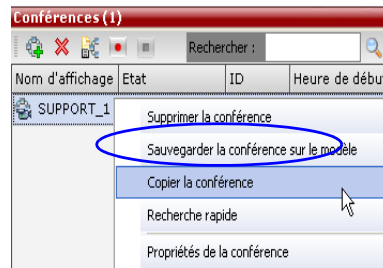 Conférences (1)
Rechercher :
Nom d'affichage Etat ID Heure de débu
SUPPORT_1
Supprimer la conférence
Sauvegarder la conférence sur le modèle
Copier la conférence
Recherche rapide
Propriétés de la conférence